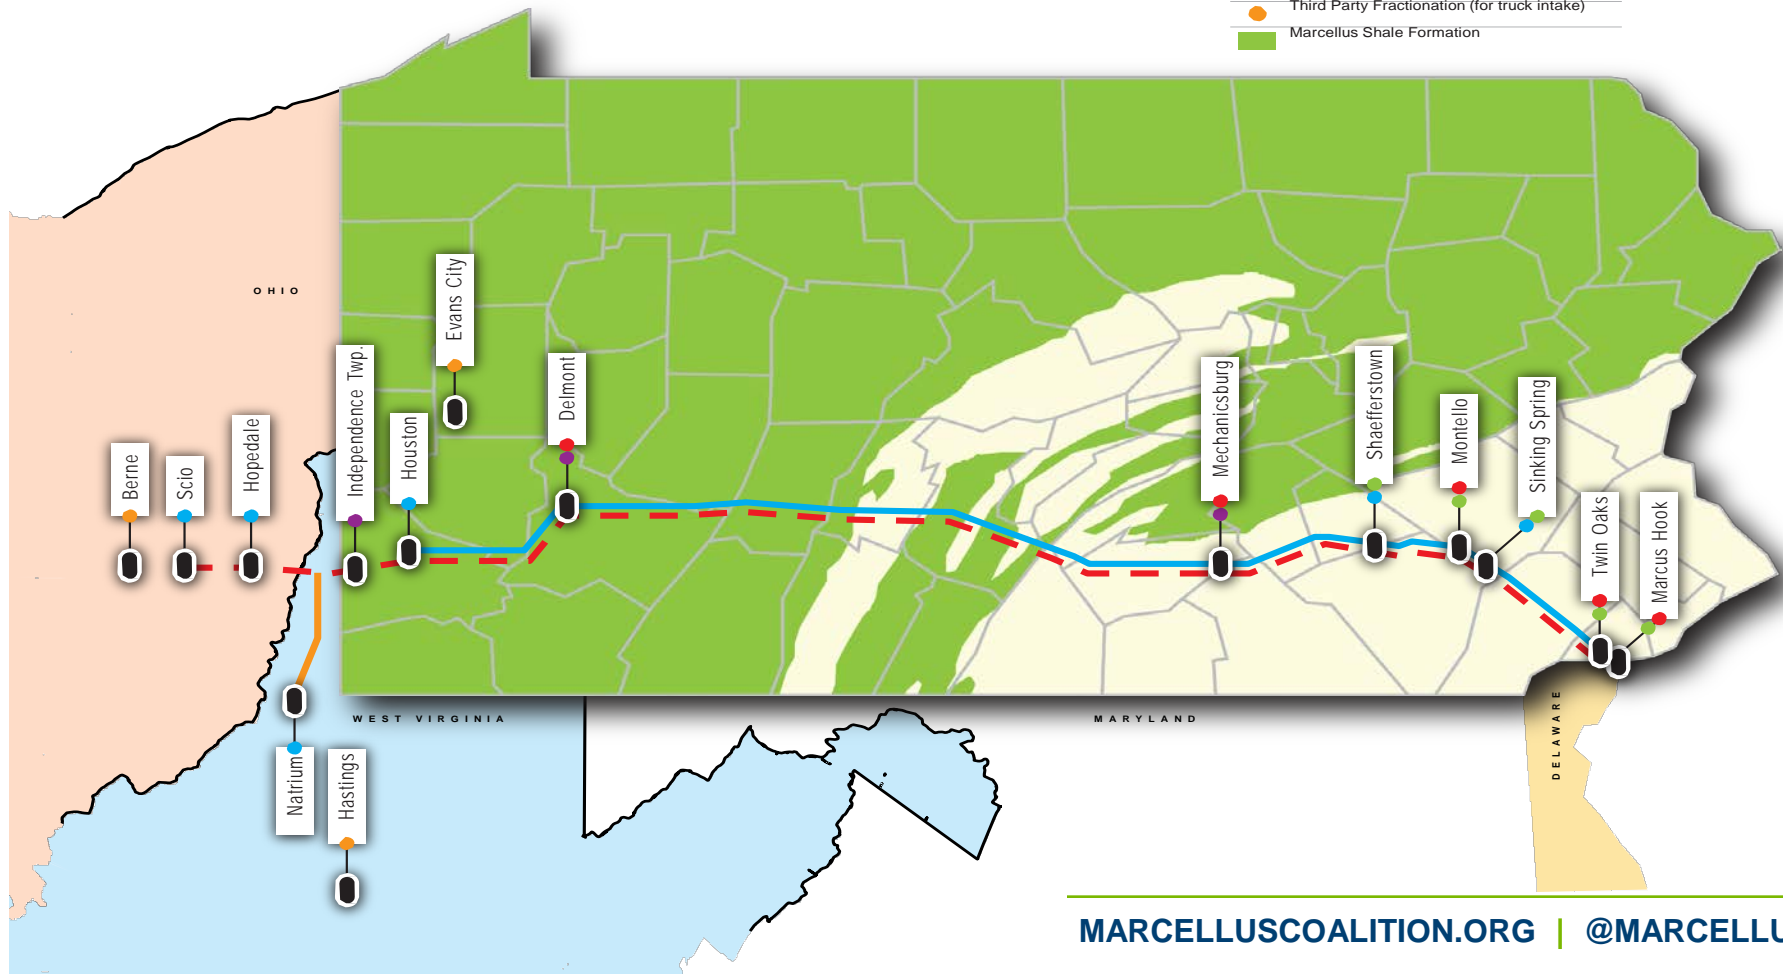 Third Party Fractionation (for truck intake)
Marcellus Shale Formation
OHIO
Evans City
Independence Twp.
Delmont
Houston
Hopedale
Scio
Berne
Mechanicsburg
Shaefferstown
Montello
Sinking Spring
Twin Oaks
Marcus Hook
WEST VIRGINIA
MARYLAND
DELAWARE
Natrium
Hastings
MARCELLUSCOALITION.ORG | @MARCELLU